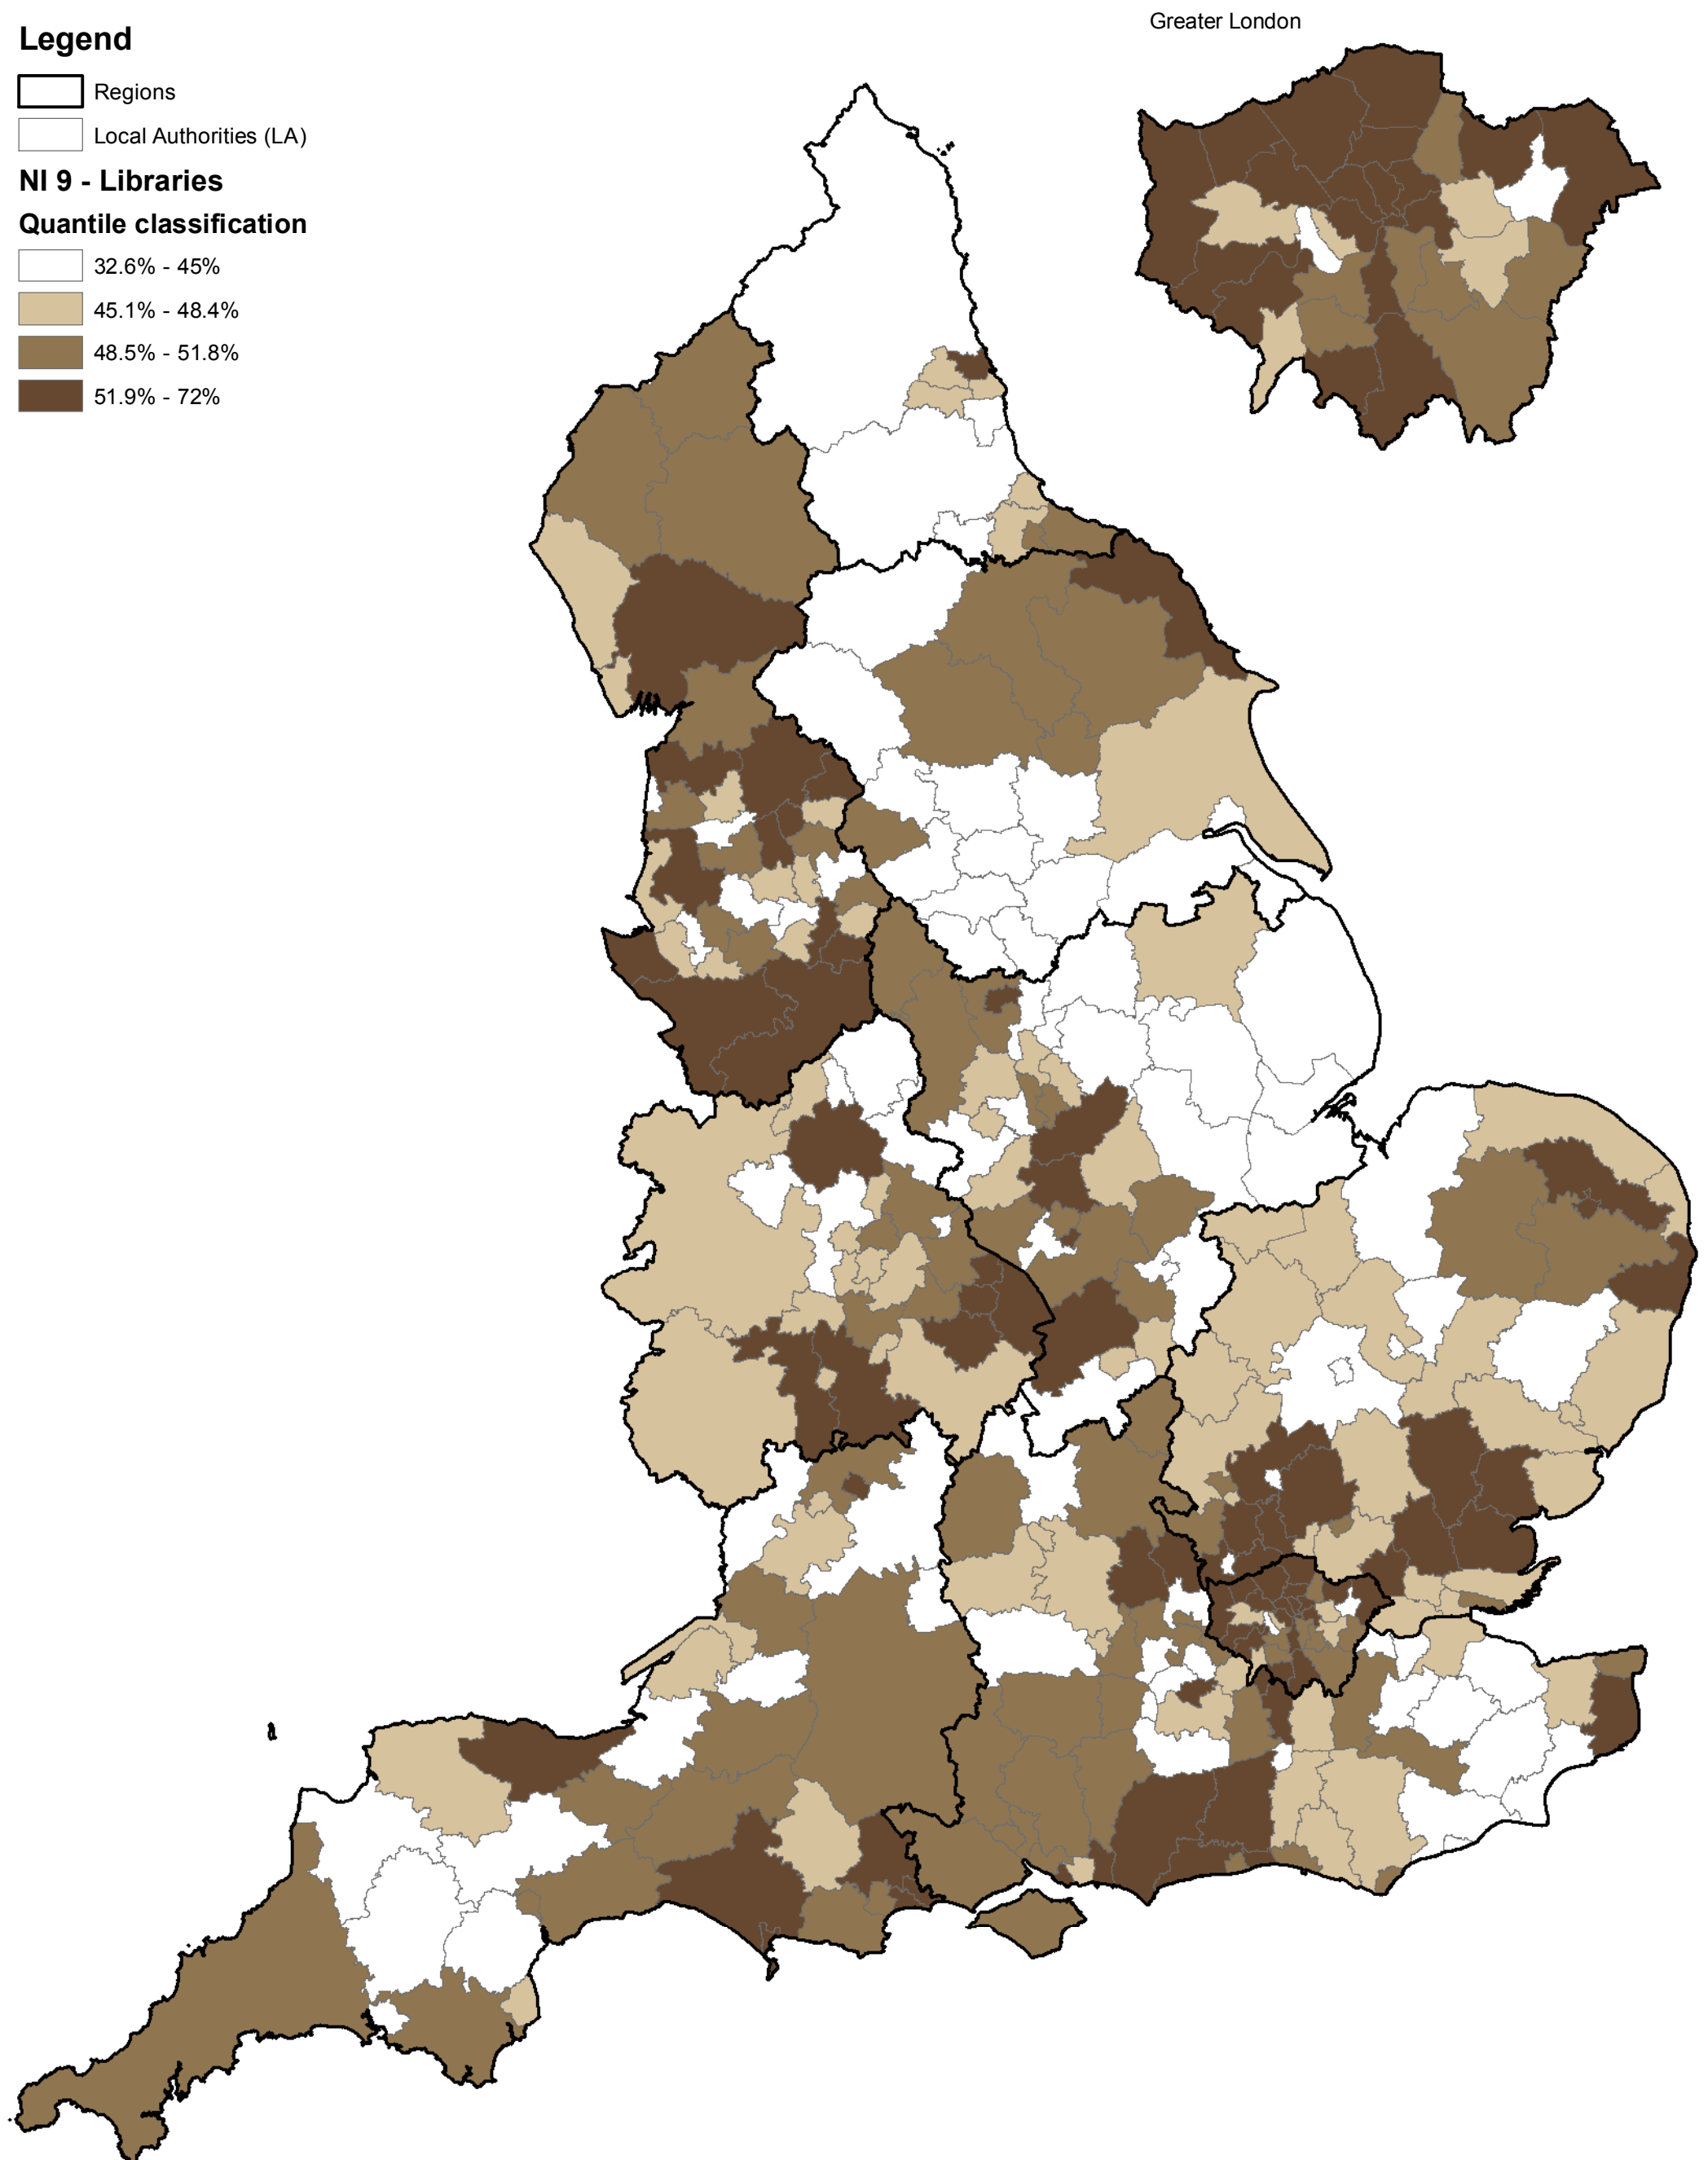 Legend
Regions
Local Authorities (LA)
NI 9 - Libraries
Quantile classification
32.6% - 45%
45.1% - 48.4%
48.5% - 51.8%
51.9% - 72%
Greater London